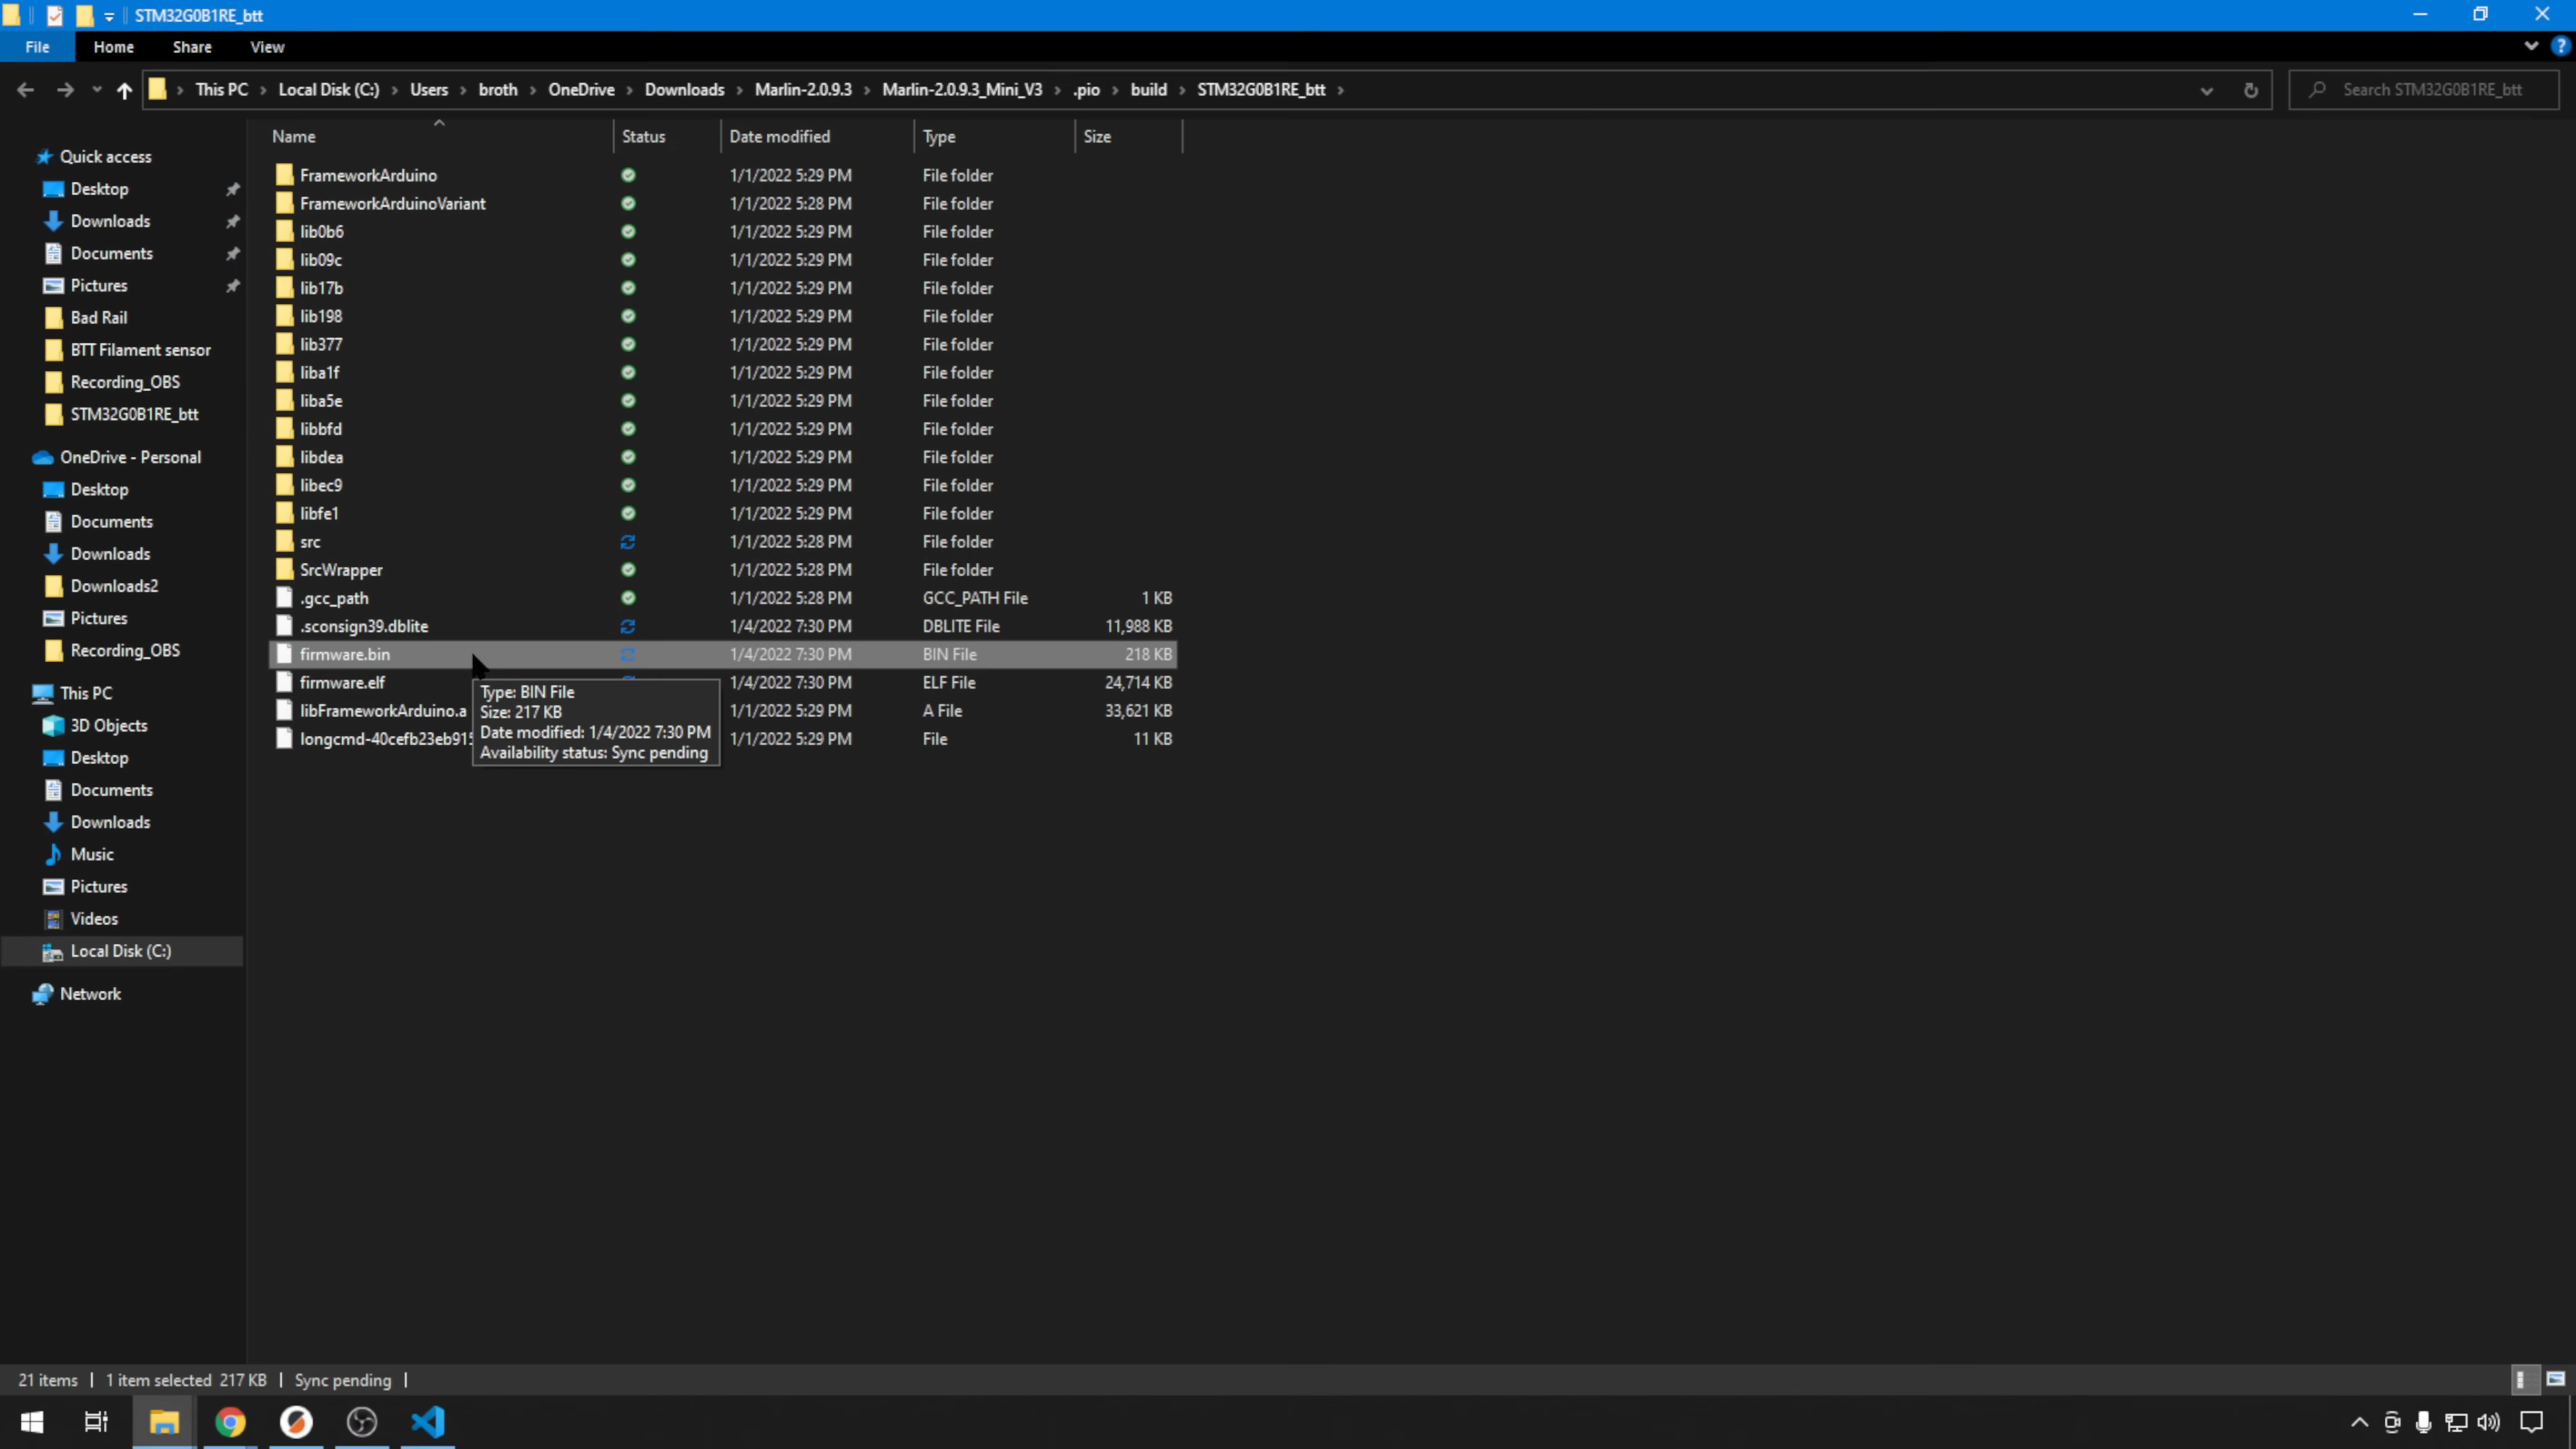 STM32G0B1RE_btt
File Home Share View
This PC Local Disk (C:) Users broth OneDrive Downloads Marlin-2.0.9.3 Marlin-2.0.9.3_Mini_V3 .pio build STM32G0B1RE_btt Search STM32G0B1RE_btt
Name Status Date modified Type Size
Quick access
Desktop
Downloads
Documents
Pictures
Bad Rail
BTT Filament sensor
Recording_OBS
STM32G0B1RE_btt
OneDrive - Personal
Desktop
Documents
Downloads
Downloads2
Pictures
Recording_OBS
This PC
3D Objects
Desktop
Documents
Downloads
Music
Pictures
Videos
Local Disk (C:)
Network
FrameworkArduino 1/1/2022 5:29 PM File folder
FrameworkArduinoVariant 1/1/2022 5:28 PM File folder
lib0b6 1/1/2022 5:29 PM File folder
lib09c 1/1/2022 5:29 PM File folder
lib17b 1/1/2022 5:29 PM File folder
lib198 1/1/2022 5:29 PM File folder
lib377 1/1/2022 5:29 PM File folder
liba1f 1/1/2022 5:29 PM File folder
liba5e 1/1/2022 5:29 PM File folder
libbfd 1/1/2022 5:29 PM File folder
libdea 1/1/2022 5:29 PM File folder
libec9 1/1/2022 5:29 PM File folder
libfe1 1/1/2022 5:29 PM File folder
src 1/1/2022 5:28 PM File folder
SrcWrapper 1/1/2022 5:28 PM File folder
.gcc_path 1/1/2022 5:28 PM GCC_PATH File 1 KB
.sconsign39.dblite 1/4/2022 7:30 PM DBLITE File 11,988 KB
firmware.bin 1/4/2022 7:30 PM BIN File 218 KB
firmware.elf 1/4/2022 7:30 PM ELF File 24,714 KB
libFrameworkArduino.a 1/1/2022 5:29 PM A File 33,621 KB
longcmd-40cefb23eb915 1/1/2022 5:29 PM File 11 KB
Type: BIN File
Size: 217 KB
Date modified: 1/4/2022 7:30 PM
Availability status: Sync pending
21 items | 1 item selected 217 KB | Sync pending |